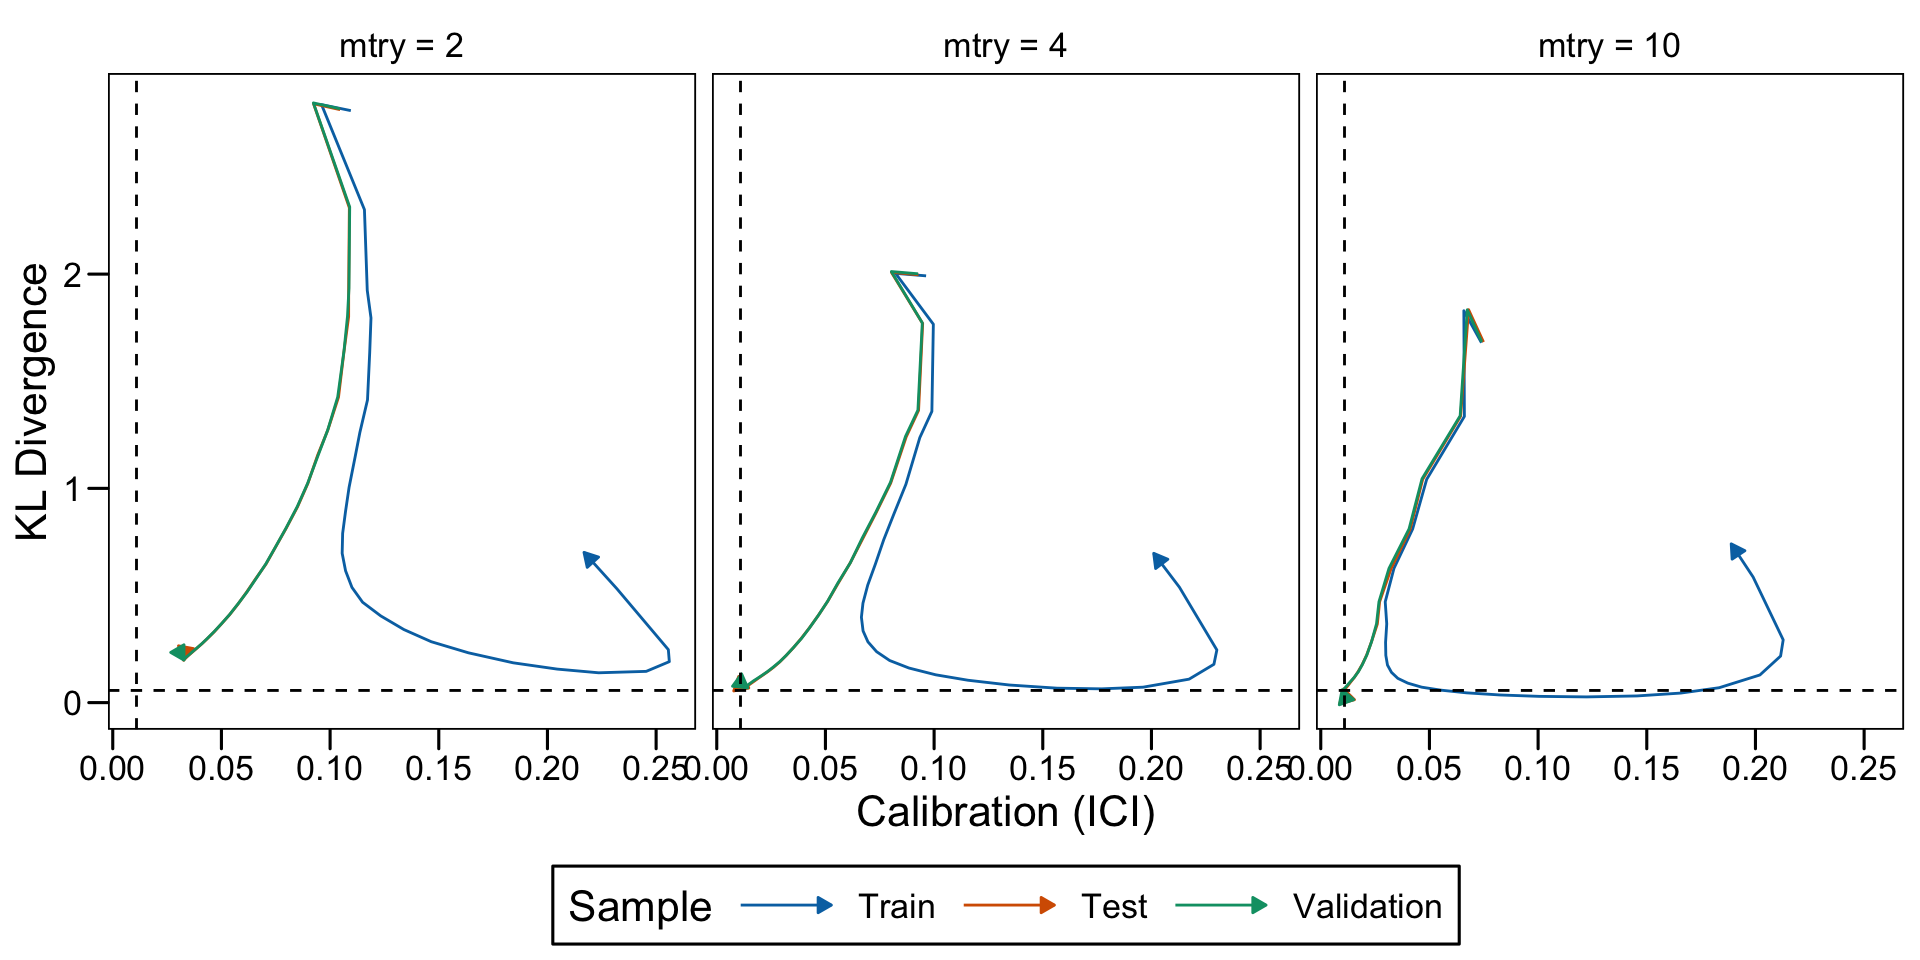 mtry = 2 mtry = 4 mtry = 10
KL Divergence
2
1
0
0.00 0.05 0.10 0.15 0.20 0.25 0.00 0.05 0.10 0.15 0.20 0.25 0.00 0.05 0.10 0.15 0.20 0.25
Calibration (ICI)
Sample Train Test Validation